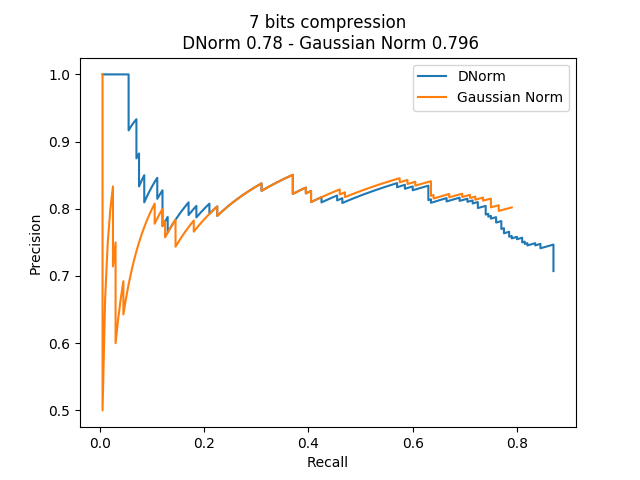 7 bits compression
DNorm 0.78 - Gaussian Norm 0.796
DNorm
Gaussian Norm
1.0
0.9
0.8
0.7
0.6
0.5
Precision
0.0 0.2 0.4 0.6 0.8
Recall